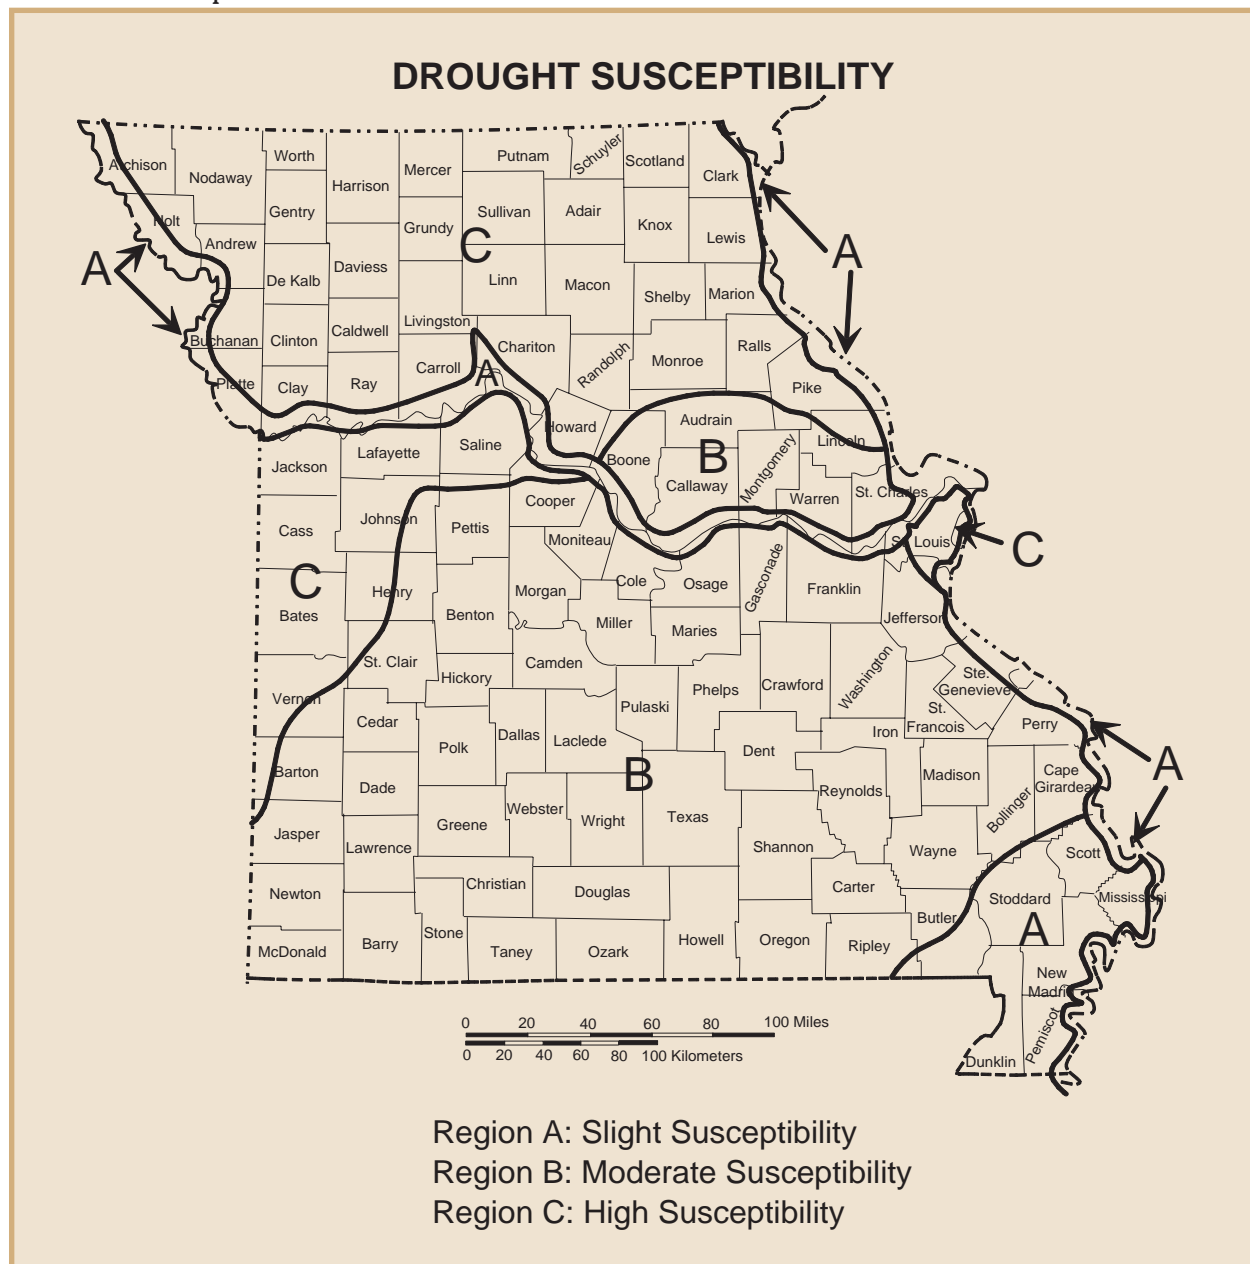 DROUGHT SUSCEPTIBILITY
Atchison
Nodaway
Worth
Harrison
Mercer
Putnam
Schuyler
Scotland
Clark
Gentry
Sullivan
Adair
Knox
Lewis
Holt
Andrew
Grundy
C
A
A
De Kalb
Daviess
Linn
Macon
Shelby
Marion
Livingston
Buchanan
Clinton
Caldwell
Chariton
Randolph
Monroe
Ralls
Carroll
A
Platte
Clay
Ray
Pike
Howard
Audrain
Lincoln
Saline
Boone
B
Montgomery
Jackson
Lafayette
Callaway
Warren
St. Charles
Cooper
Cass
Johnson
Pettis
Moniteau
St. Louis
C
C
Henry
Morgan
Cole
Osage
Gasconade
Franklin
Bates
Benton
Miller
Maries
Jefferson
St. Clair
Camden
Hickory
Phelps
Crawford
Washington
Ste.
Genevieve
Vernon
Pulaski
St.
Francois
Cedar
Polk
Dallas
Laclede
Iron
Perry
Dent
A
Barton
B
Madison
Cape
Girardeau
Dade
Reynolds
Webster
Bollinger
Greene
Wright
Texas
Jasper
Lawrence
Shannon
Wayne
Scott
Newton
Christian
Douglas
Carter
Stoddard
Mississippi
Butler
A
McDonald
Barry
Stone
Taney
Ozark
Howell
Oregon
Ripley
New
Madrid
Pemiscot
Dunklin
0 20 40 60 80 100 Miles
0 20 40 60 80 100 Kilometers
Region A: Slight Susceptibility
Region B: Moderate Susceptibility
Region C: High Susceptibility